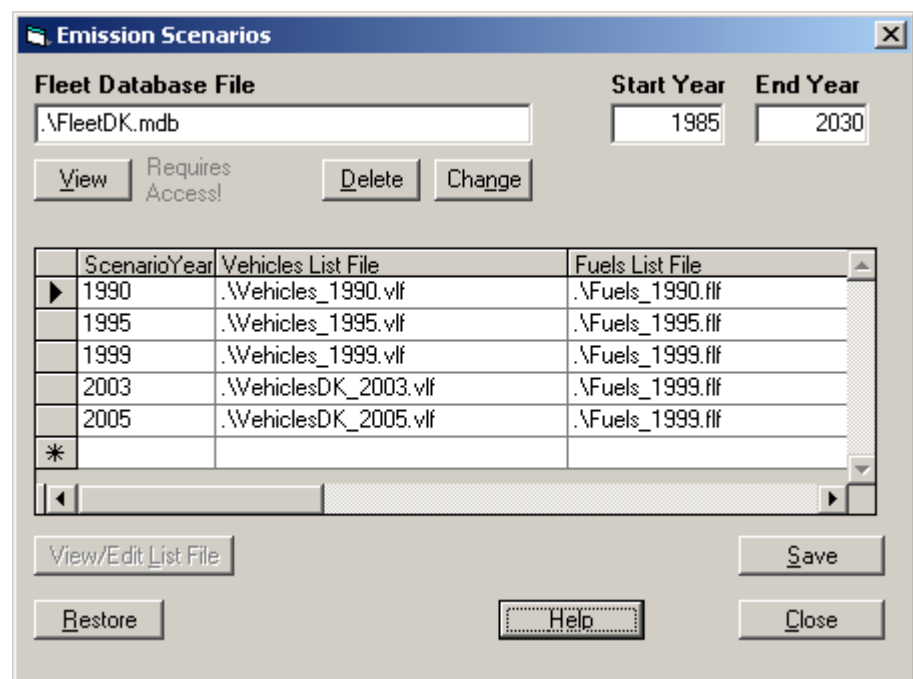 Emission Scenarios
Fleet Database File Start Year End Year
.\FleetDK.mdb 1985 2030
View Requires Access! Delete Change
ScenarioYear Vehicles List File Fuels List File
1990 .\Vehicles_1990.vlf .\Fuels_1990.flf
1995 .\Vehicles_1995.vlf .\Fuels_1995.flf
1999 .\Vehicles_1999.vlf .\Fuels_1999.flf
2003 .\VehiclesDK_2003.vlf .\Fuels_1999.flf
2005 .\VehiclesDK_2005.vlf .\Fuels_1999.flf
View/Edit List File Save
Restore Help Close